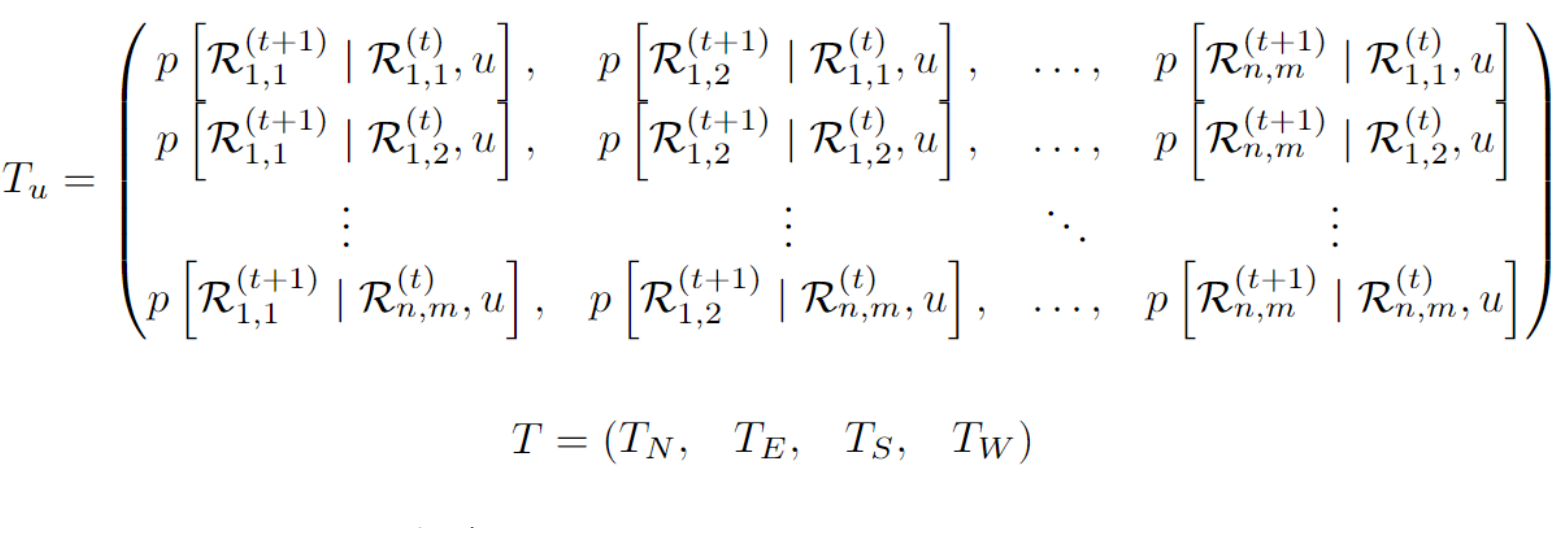 T_u = ( p [ℛ_{1,1}^{(t+1)} | ℛ_{1,1}^{(t)}, u] , p [ℛ_{1,2}^{(t+1)} | ℛ_{1,1}^{(t)}, u] , …, p [ℛ_{n,m}^{(t+1)} | ℛ_{1,1}^{(t)}, u]
p [ℛ_{1,1}^{(t+1)} | ℛ_{1,2}^{(t)}, u] , p [ℛ_{1,2}^{(t+1)} | ℛ_{1,2}^{(t)}, u] , …, p [ℛ_{n,m}^{(t+1)} | ℛ_{1,2}^{(t)}, u]
⋮ ⋮ ⋱ ⋮
p [ℛ_{1,1}^{(t+1)} | ℛ_{n,m}^{(t)}, u] , p [ℛ_{1,2}^{(t+1)} | ℛ_{n,m}^{(t)}, u] , …, p [ℛ_{n,m}^{(t+1)} | ℛ_{n,m}^{(t)}, u] )
T = (T_N, T_E, T_S, T_W)